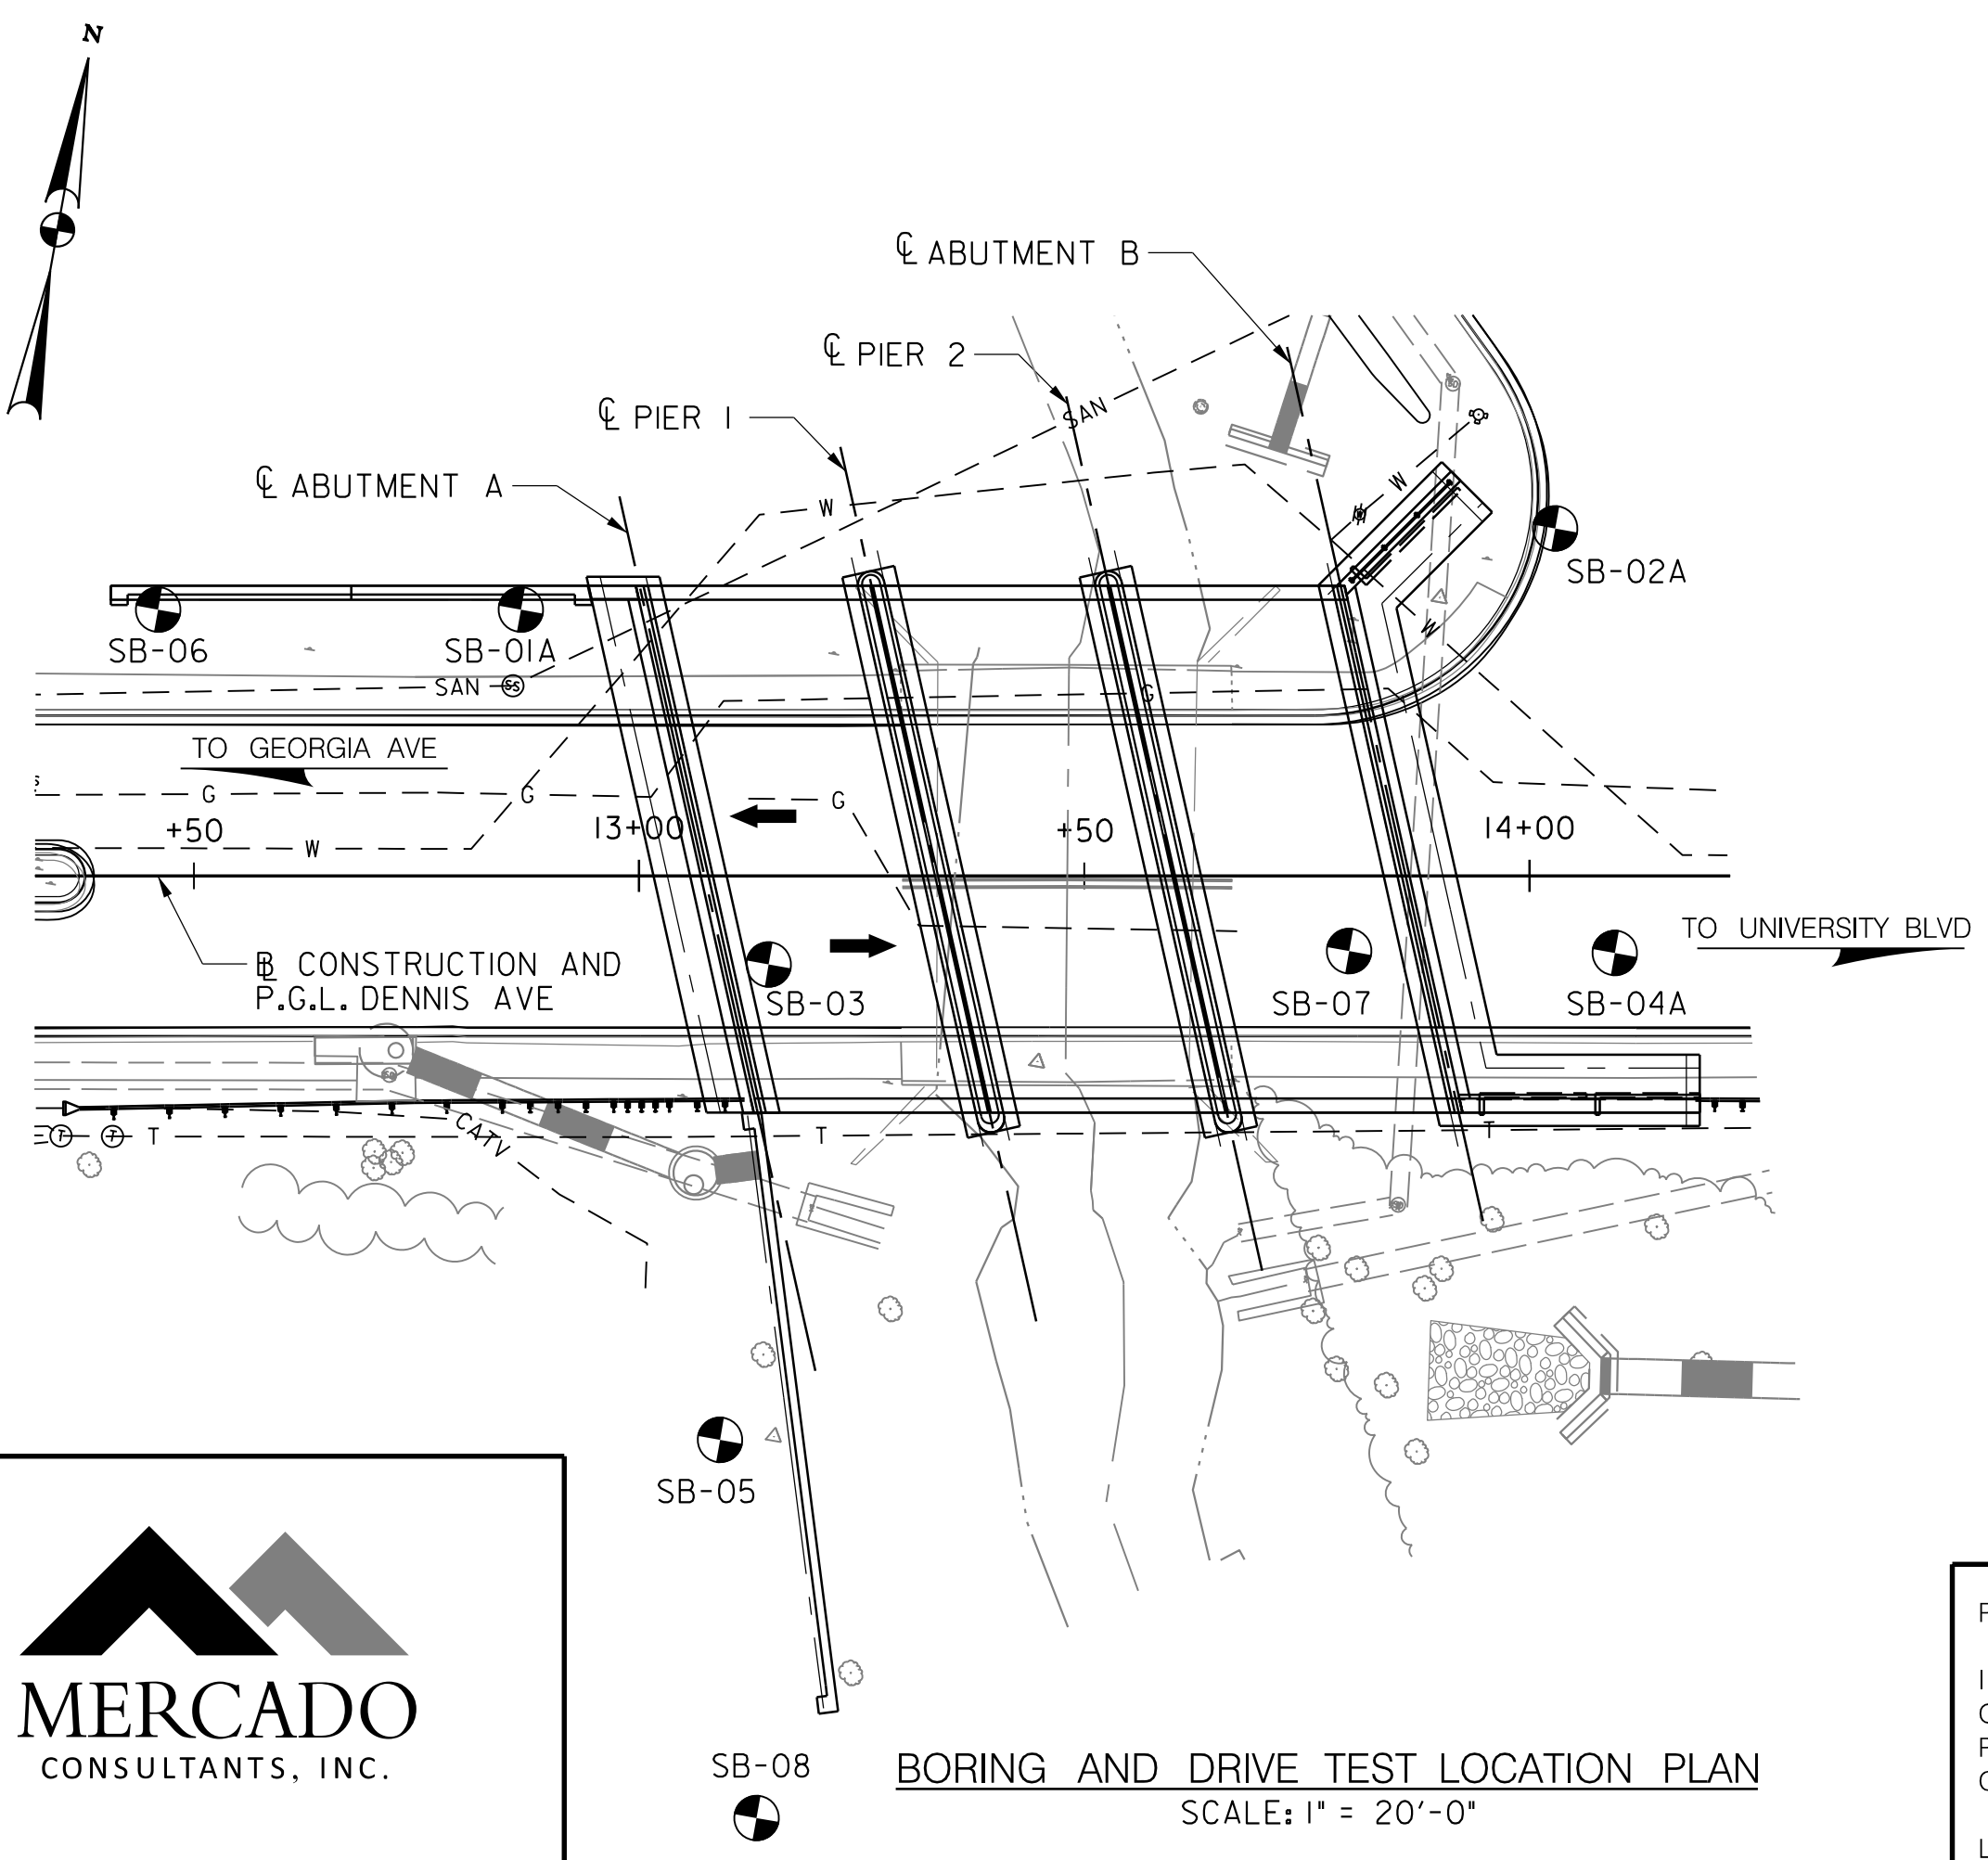 N
℄ ABUTMENT B
℄ PIER 2
SAN
℄ PIER 1
W
℄ ABUTMENT A
W
SB-02A
SB-06
SB-01A
W
SAN
SS
G
TO GEORGIA AVE
G
G
G
+50
13+00
+50
14+00
W
TO UNIVERSITY BLVD
BL CONSTRUCTION AND
P.G.L. DENNIS AVE
SB-03
SB-07
SB-04A
T
T
T
T
T
CATV
SB-05
MERCADO
CONSULTANTS, INC.
SB-08
BORING AND DRIVE TEST LOCATION PLAN
SCALE: 1" = 20'-0"